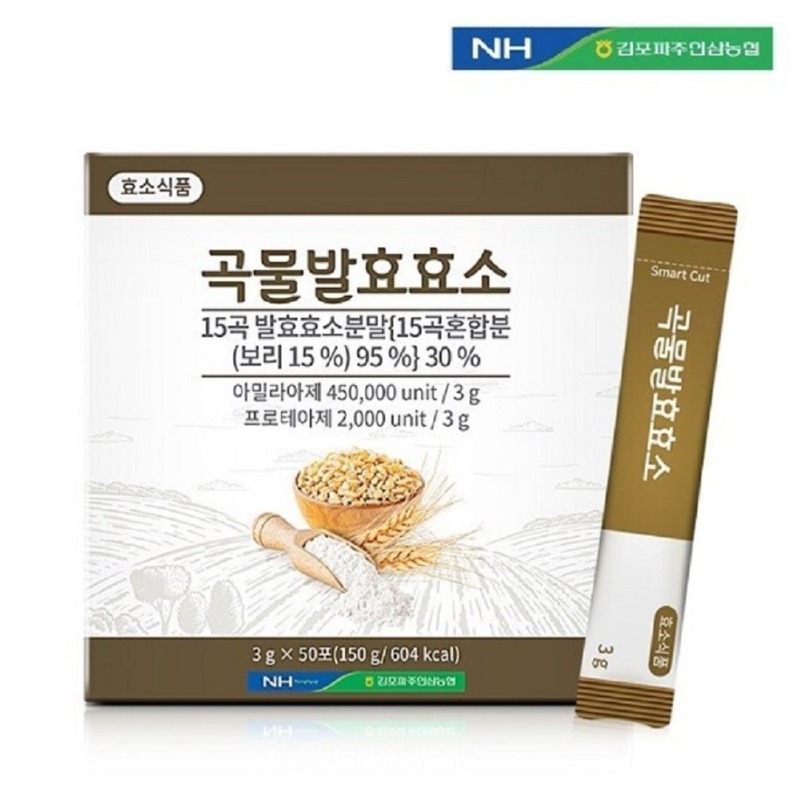 NH 김포파주인삼농협
효소식품
곡물발효효소
15곡 발효효소분말{15곡혼합분
(보리 15 %) 95 %} 30 %
아밀라아제 450,000 unit / 3 g
프로테아제 2,000 unit / 3 g
3 g × 50포(150 g/ 604 kcal)
NH 김포파주인삼농협
Smart Cut
곡물발효효소
효소식품
3 g